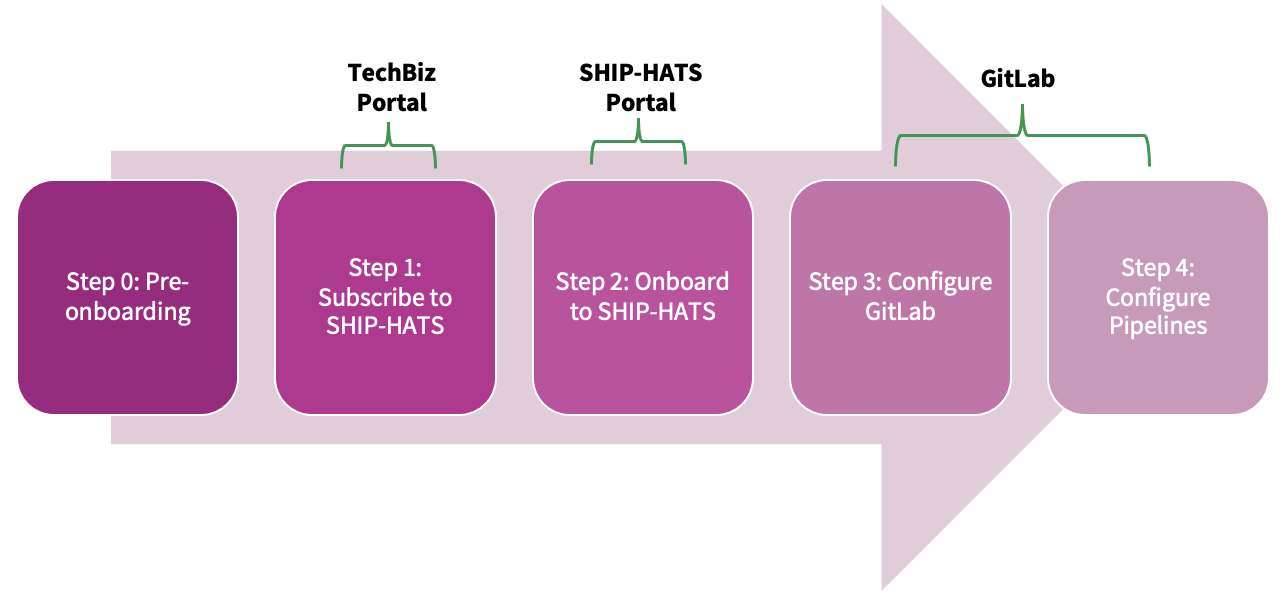 TechBiz
Portal
SHIP-HATS
Portal
GitLab
Step 0: Pre-
onboarding
Step 1:
Subscribe to
SHIP-HATS
Step 2: Onboard
to SHIP-HATS
Step 3: Configure
GitLab
Step 4:
Configure
Pipelines